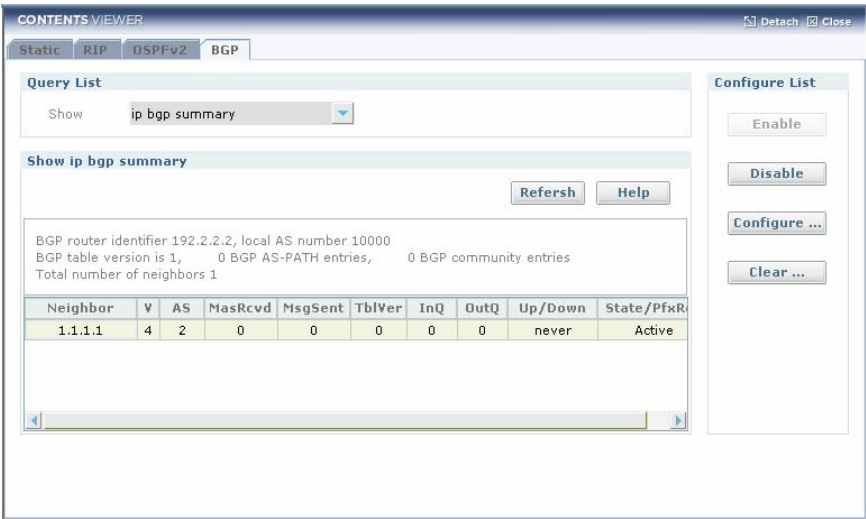 CONTENTS VIEWER
Detach Close
Static RIP OSPFv2 BGP
Query List
Show ip bgp summary
Show ip bgp summary
Refersh Help
BGP router identifier 192.2.2.2, local AS number 10000
BGP table version is 1, 0 BGP AS-PATH entries, 0 BGP community entries
Total number of neighbors 1
Neighbor V AS MasRcvd MsgSent TblVer InQ OutQ Up/Down State/PfxR
1.1.1.1 4 2 0 0 0 0 0 never Active
Configure List
Enable
Disable
Configure ...
Clear ...